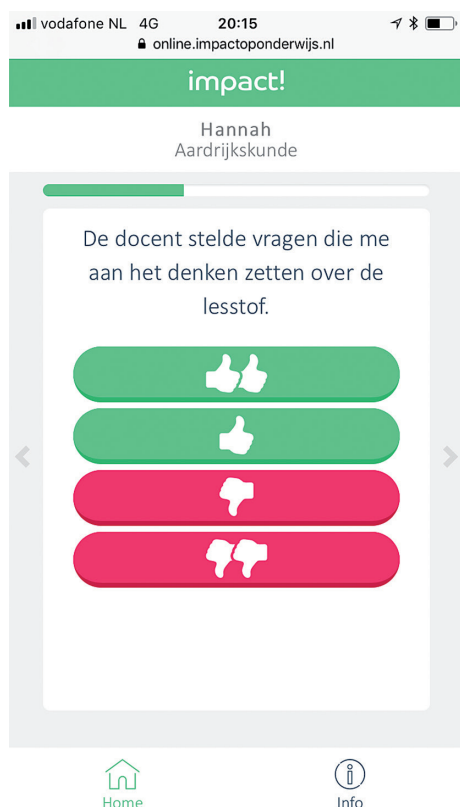 vodafone NL 4G 20:15
online.impactoponderwijs.nl
impact!
Hannah
Aardrijkskunde
De docent stelde vragen die me
aan het denken zetten over de
lesstof.
Home Info